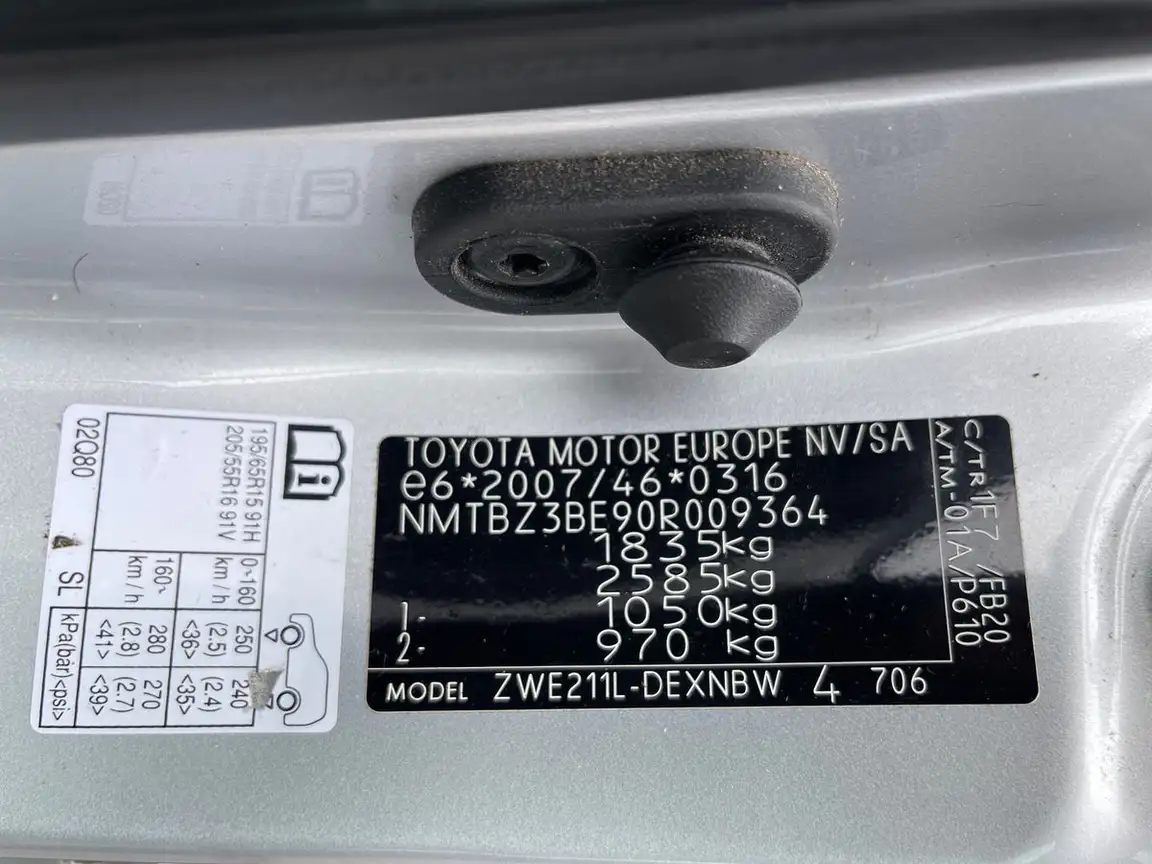 TOYOTA MOTOR EUROPE NV/SA
e6*2007/46*0316
NMTBZ3BE90R009364
1835kg
2585kg
1- 1050kg
2- 970 kg
MODEL ZWE211L-DEXNBW 4 706
C/TR 1F7 /FB20
A/TM -01A/P610
195/65R15 91H
205/55R16 91V
0~160 km/h 250 (2.5) <36> 240 (2.4) <35>
160~ km/h 280 (2.8) <41> 270 (2.7) <39>
02Q80 SL kPa(bar)<psi>